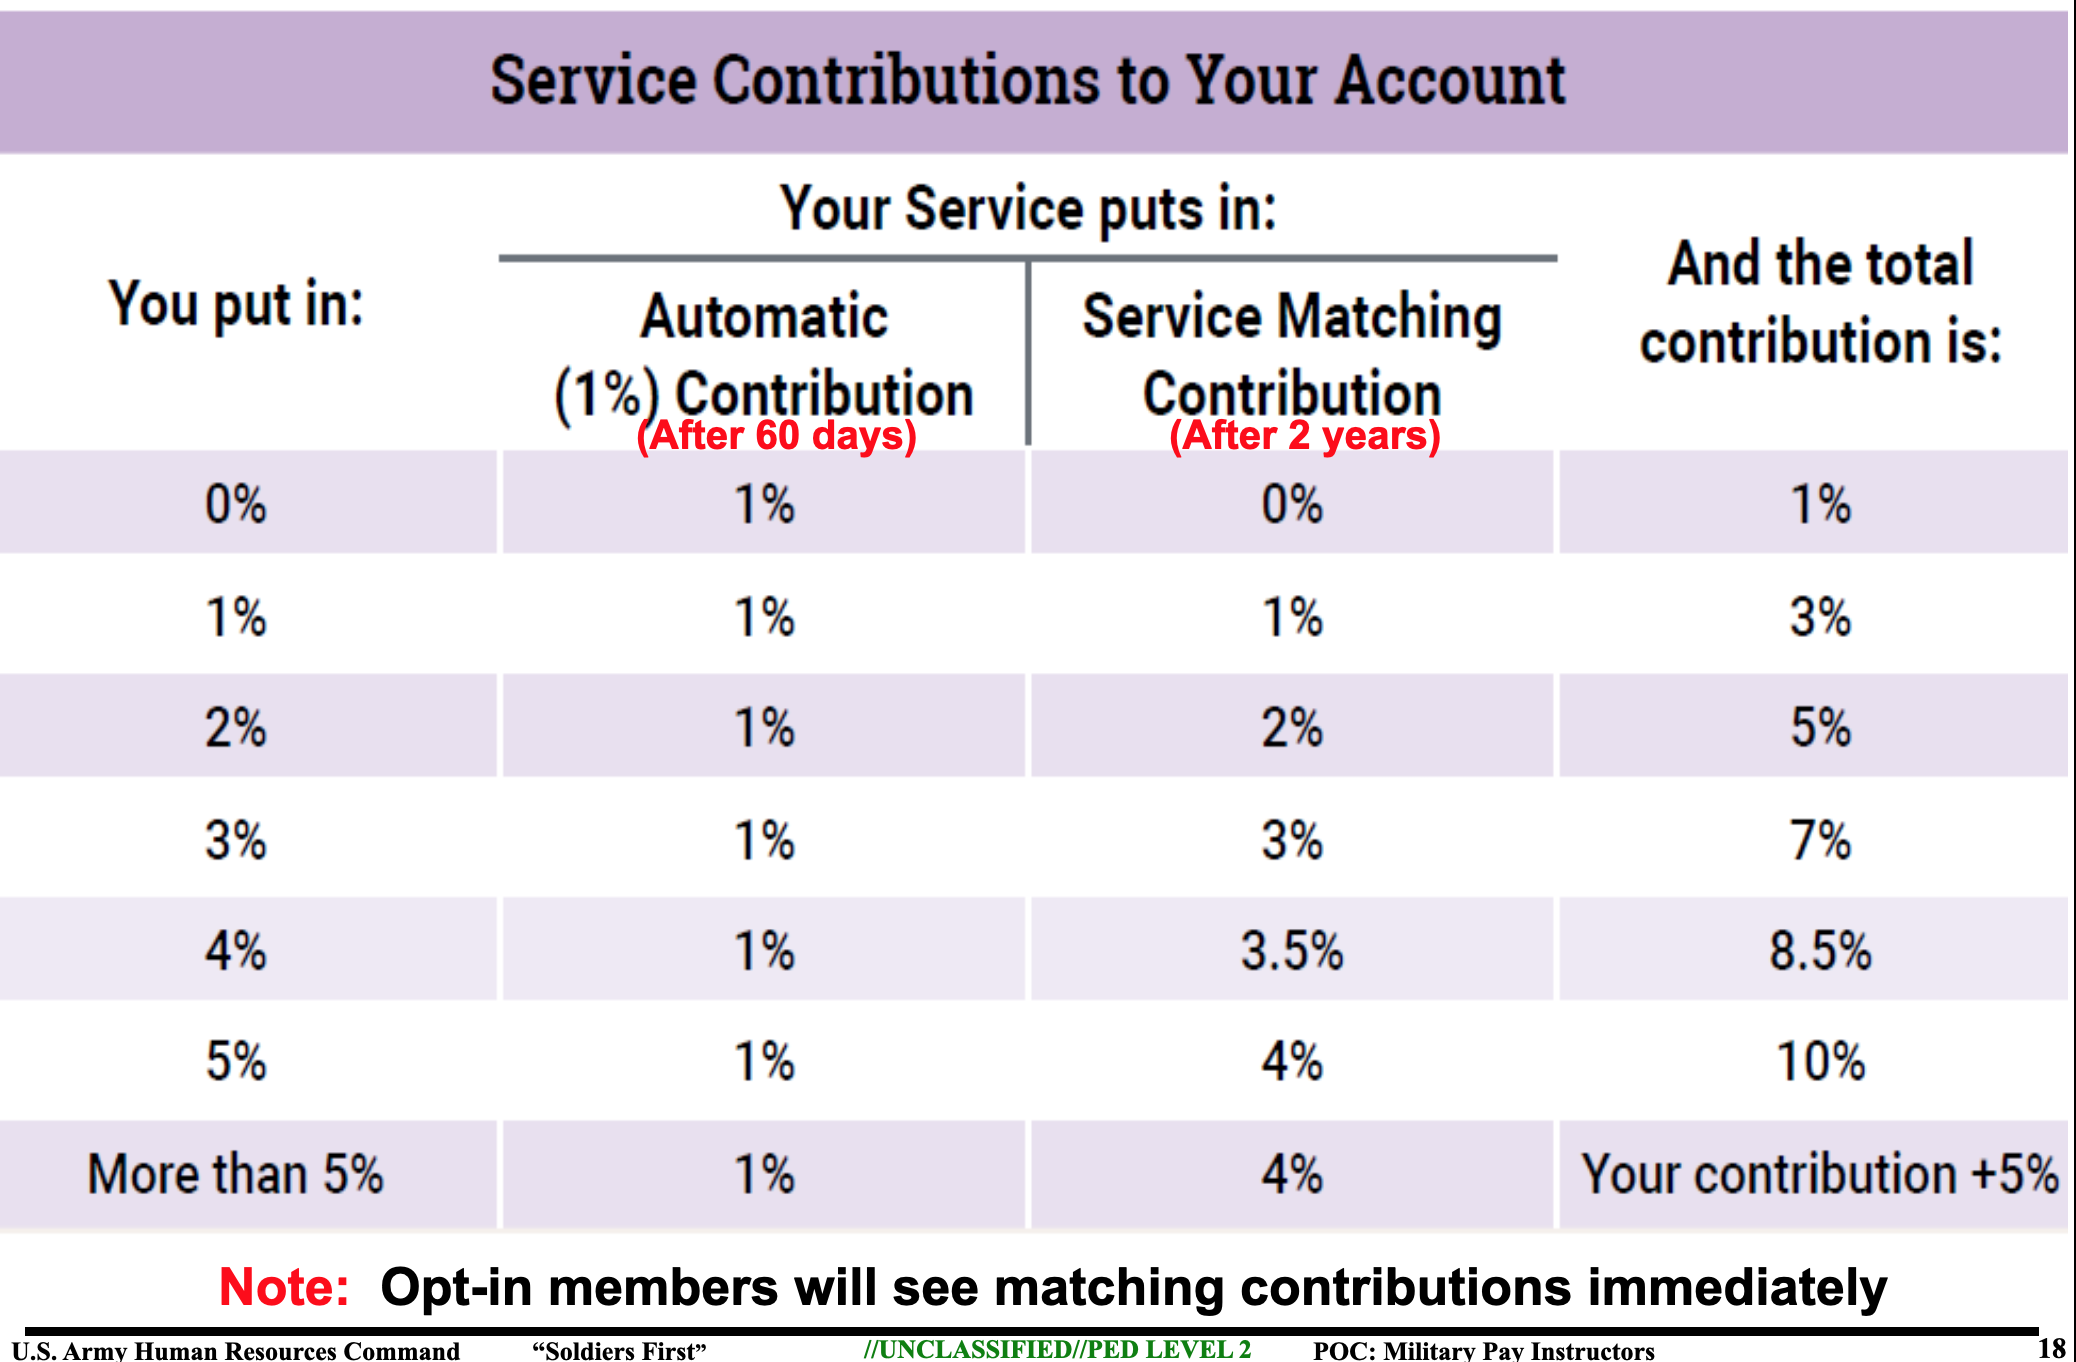 Service Contributions to Your Account
Your Service puts in:
You put in:
Automatic
(1%) Contribution
(After 60 days)
Service Matching
Contribution
(After 2 years)
And the total
contribution is:
0% 1% 0% 1%
1% 1% 1% 3%
2% 1% 2% 5%
3% 1% 3% 7%
4% 1% 3.5% 8.5%
5% 1% 4% 10%
More than 5% 1% 4% Your contribution +5%
Note: Opt-in members will see matching contributions immediately
U.S. Army Human Resources Command “Soldiers First” //UNCLASSIFIED//PED LEVEL 2 POC: Military Pay Instructors 18